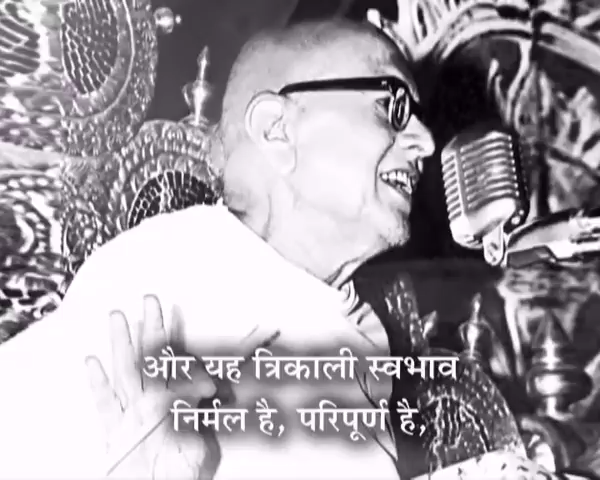 और यह त्रिकाली स्वभाव
निर्मल है, परिपूर्ण है,